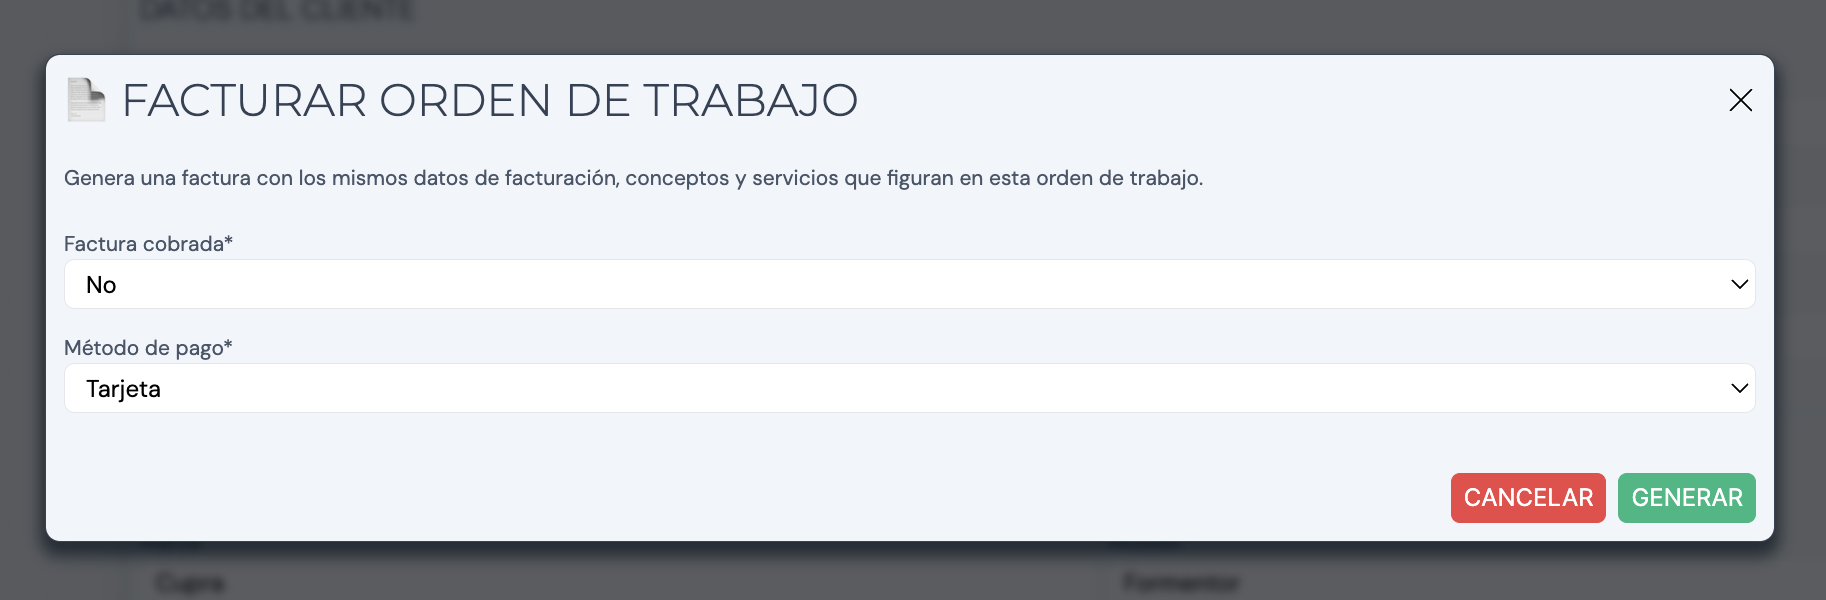 DATOS DEL CLIENTE
FACTURAR ORDEN DE TRABAJO
Genera una factura con los mismos datos de facturación, conceptos y servicios que figuran en esta orden de trabajo.
Factura cobrada*
No
Método de pago*
Tarjeta
CANCELAR GENERAR
Cupra Formentor